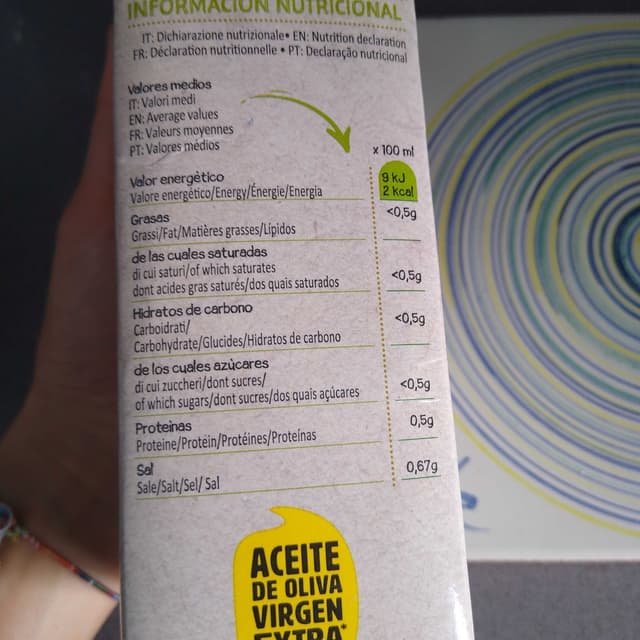 INFORMACIÓN NUTRICIONAL
IT: Dichiarazione nutrizionale • EN: Nutrition declaration
FR: Déclaration nutritionnelle • PT: Declaração nutricional
Valores medios
IT: Valori medi
EN: Average values
FR: Valeurs moyennes
PT: Valores médios
x 100 ml
Valor energético
Valore energético/Energy/Énergie/Energia
9 kJ
2 kcal
Grasas
Grassi/Fat/Matières grasses/Lípidos
<0,5g
de las cuales saturadas
di cui saturi/of which saturates
dont acides gras saturés/dos quais saturados
<0,5g
Hidratos de carbono
Carboidrati/
Carbohydrate/Glucides/Hidratos de carbono
<0,5g
de los cuales azúcares
di cui zuccheri/dont sucres/
of which sugars/dont sucres/dos quais açúcares
<0,5g
Proteinas
Proteine/Protein/Protéines/Proteínas
0,5g
Sal
Sale/Salt/Sel/ Sal
0,67g
ACEITE
DE OLIVA
VIRGEN
EXTRA*